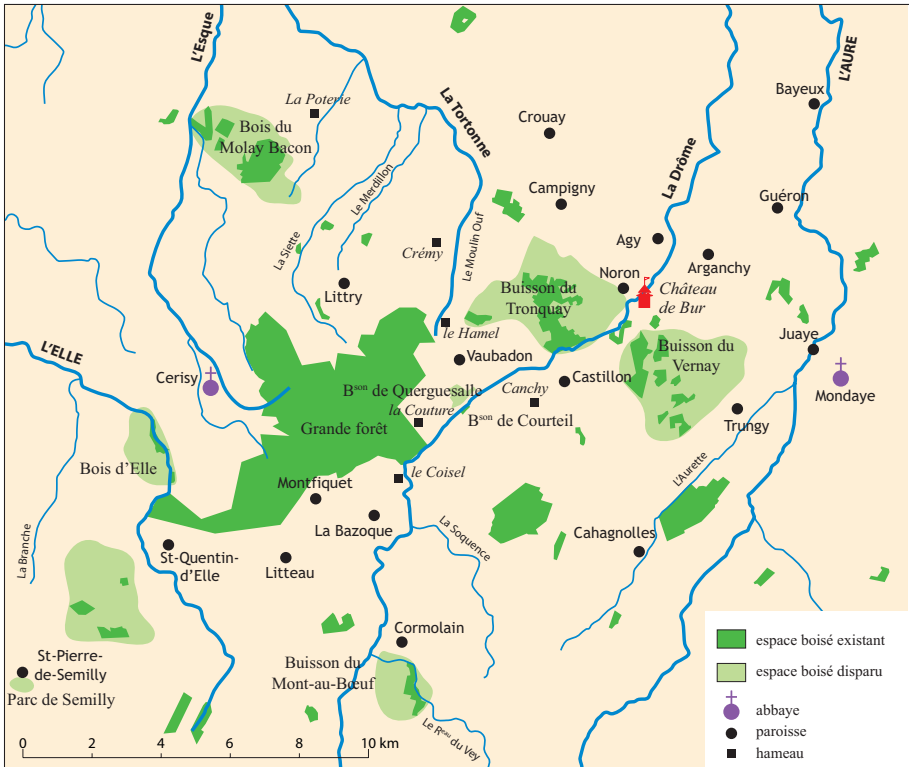 L'Esque
La Poterie
Bois du
Molay Bacon
La Tortonne
Crouay
L'AURE
Bayeux
La Drôme
Le Merdillon
Campigny
Guéron
La Siette
Crémy
Le Moulin Ouf
Agy
Arganchy
Littry
Buisson du
Tronquay
Noron
Château
de Bur
le Hamel
Juaye
L'ELLE
Vaubadon
Buisson du
Vernay
Cerisy
Bson de Querguesalle
Canchy
Castillon
Mondaye
la Couture
Bson de Courteil
Trungy
Grande forêt
Bois d'Elle
le Coisel
L'Aurette
Montfiquet
La Branche
La Bazoque
La Soquence
Cahagnolles
St-Quentin-
d'Elle
Litteau
Cormolain
St-Pierre-
de-Semilly
Parc de Semilly
Buisson du
Mont-au-Bœuf
Le Reau du Vey
0 2 4 6 8 10 km
espace boisé existant
espace boisé disparu
abbaye
paroisse
hameau